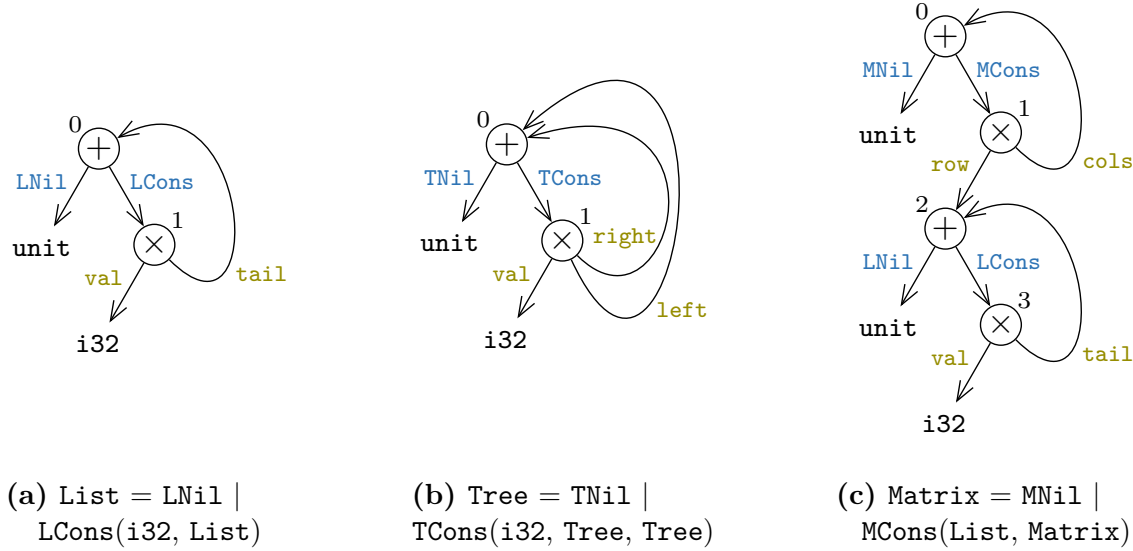 0
LNil LCons
1
unit
val tail
i32
(a) List = LNil |
LCons(i32, List)
0
TNil TCons
1
unit right
val
left
i32
(b) Tree = TNil |
TCons(i32, Tree, Tree)
0
MNil MCons
1
unit
row cols
2
LNil LCons
3
unit
val tail
i32
(c) Matrix = MNil |
MCons(List, Matrix)